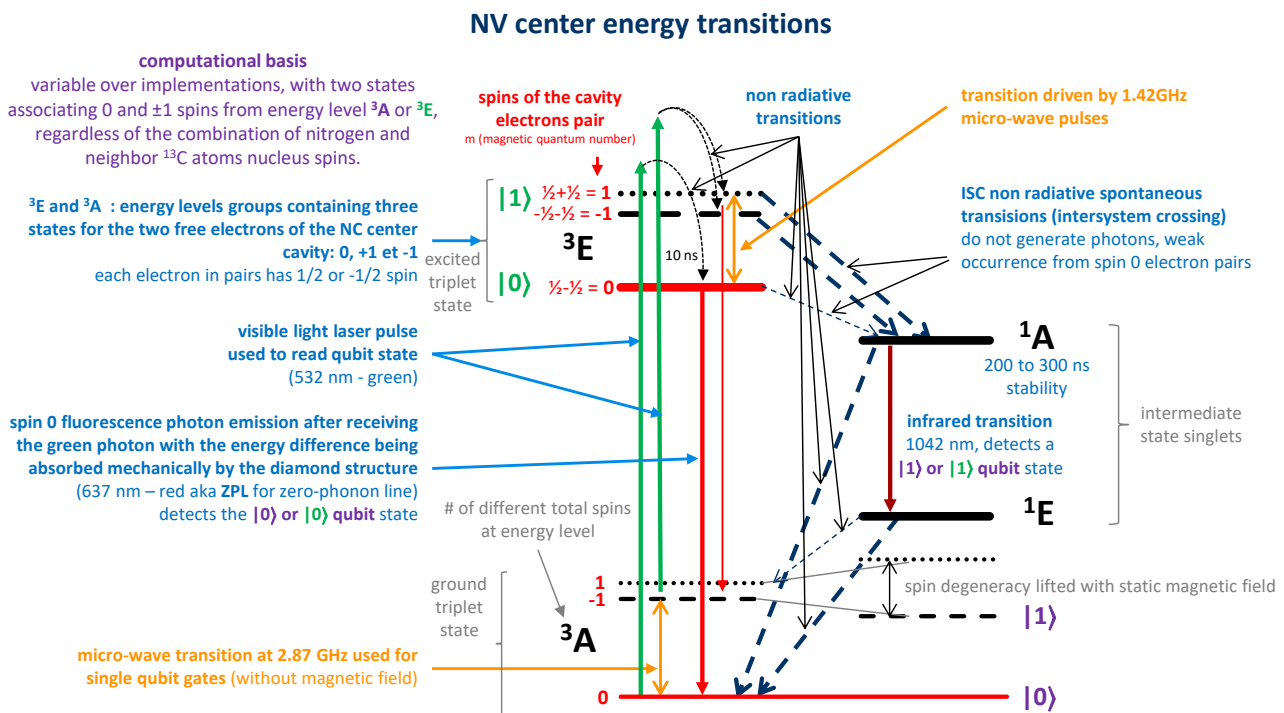 NV center energy transitions
computational basis
variable over implementations, with two states
associating 0 and ±1 spins from energy level ³A or ³E,
regardless of the combination of nitrogen and
neighbor ¹³C atoms nucleus spins.
³E and ³A : energy levels groups containing three
states for the two free electrons of the NC center
cavity: 0, +1 et -1
each electron in pairs has 1/2 or -1/2 spin
visible light laser pulse
used to read qubit state
(532 nm - green)
spin 0 fluorescence photon emission after receiving
the green photon with the energy difference being
absorbed mechanically by the diamond structure
(637 nm – red aka ZPL for zero-phonon line)
detects the |0⟩ or |0⟩ qubit state
micro-wave transition at 2.87 GHz used for
single qubit gates (without magnetic field)
spins of the cavity
electrons pair
m (magnetic quantum number)
|1⟩
½+½ = 1
-½-½ = -1
³E
excited
triplet
state
|0⟩
½-½ = 0
10 ns
# of different total spins
at energy level
ground
triplet
state
1
-1
³A
0
non radiative
transitions
transition driven by 1.42GHz
micro-wave pulses
ISC non radiative spontaneous
transisions (intersystem crossing)
do not generate photons, weak
occurrence from spin 0 electron pairs
¹A
200 to 300 ns
stability
infrared transition
1042 nm, detects a
|1⟩ or |1⟩ qubit state
intermediate
state singlets
¹E
spin degeneracy lifted with static magnetic field
|1⟩
|0⟩